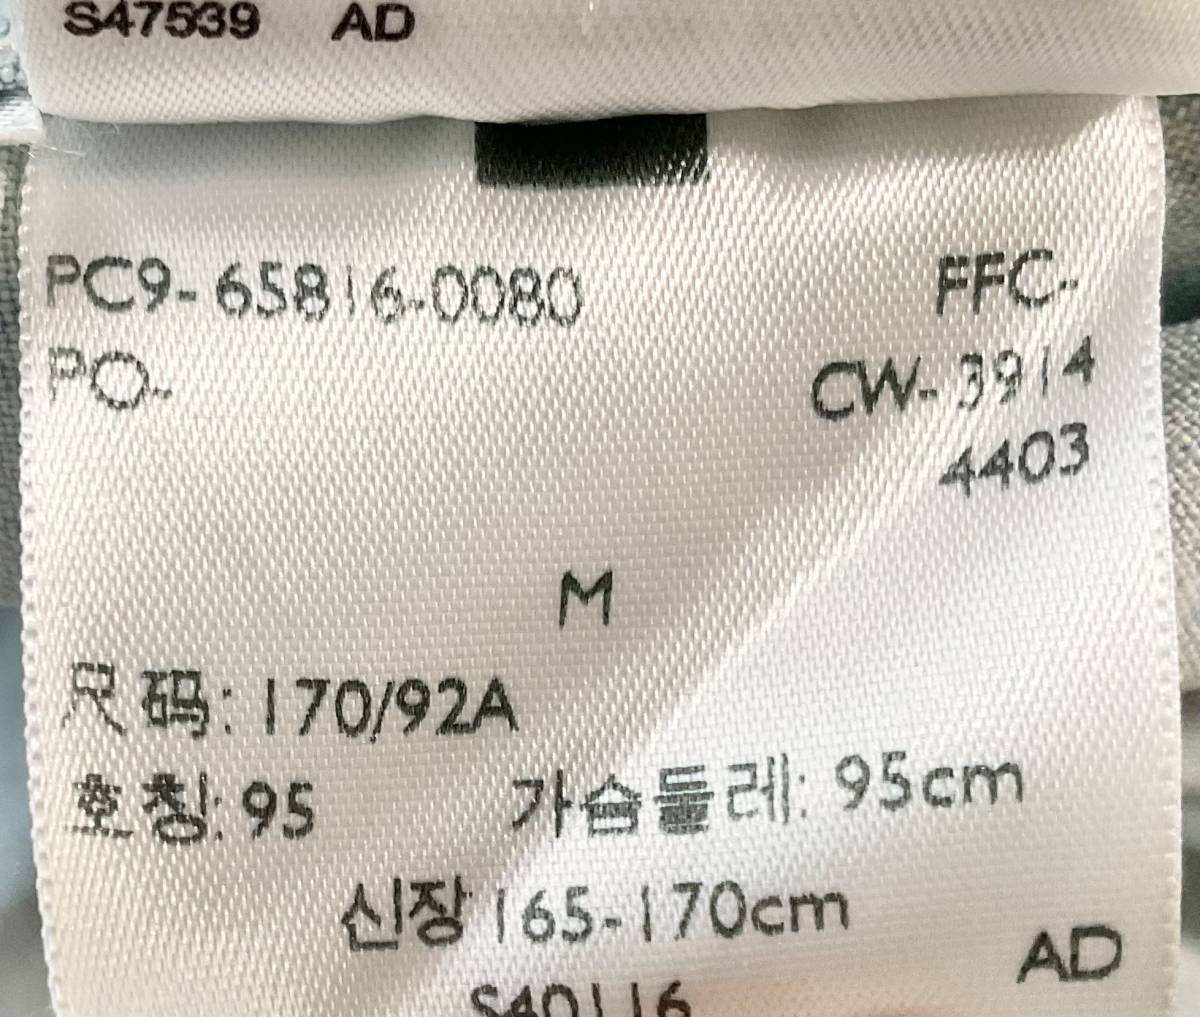 S47539 AD
PC9-65816-0080 FFC-
PO- CW-3914
4403
M
尺码: 170/92A
호칭: 95 가슴둘레: 95cm
신장 165-170cm
AD
S40116